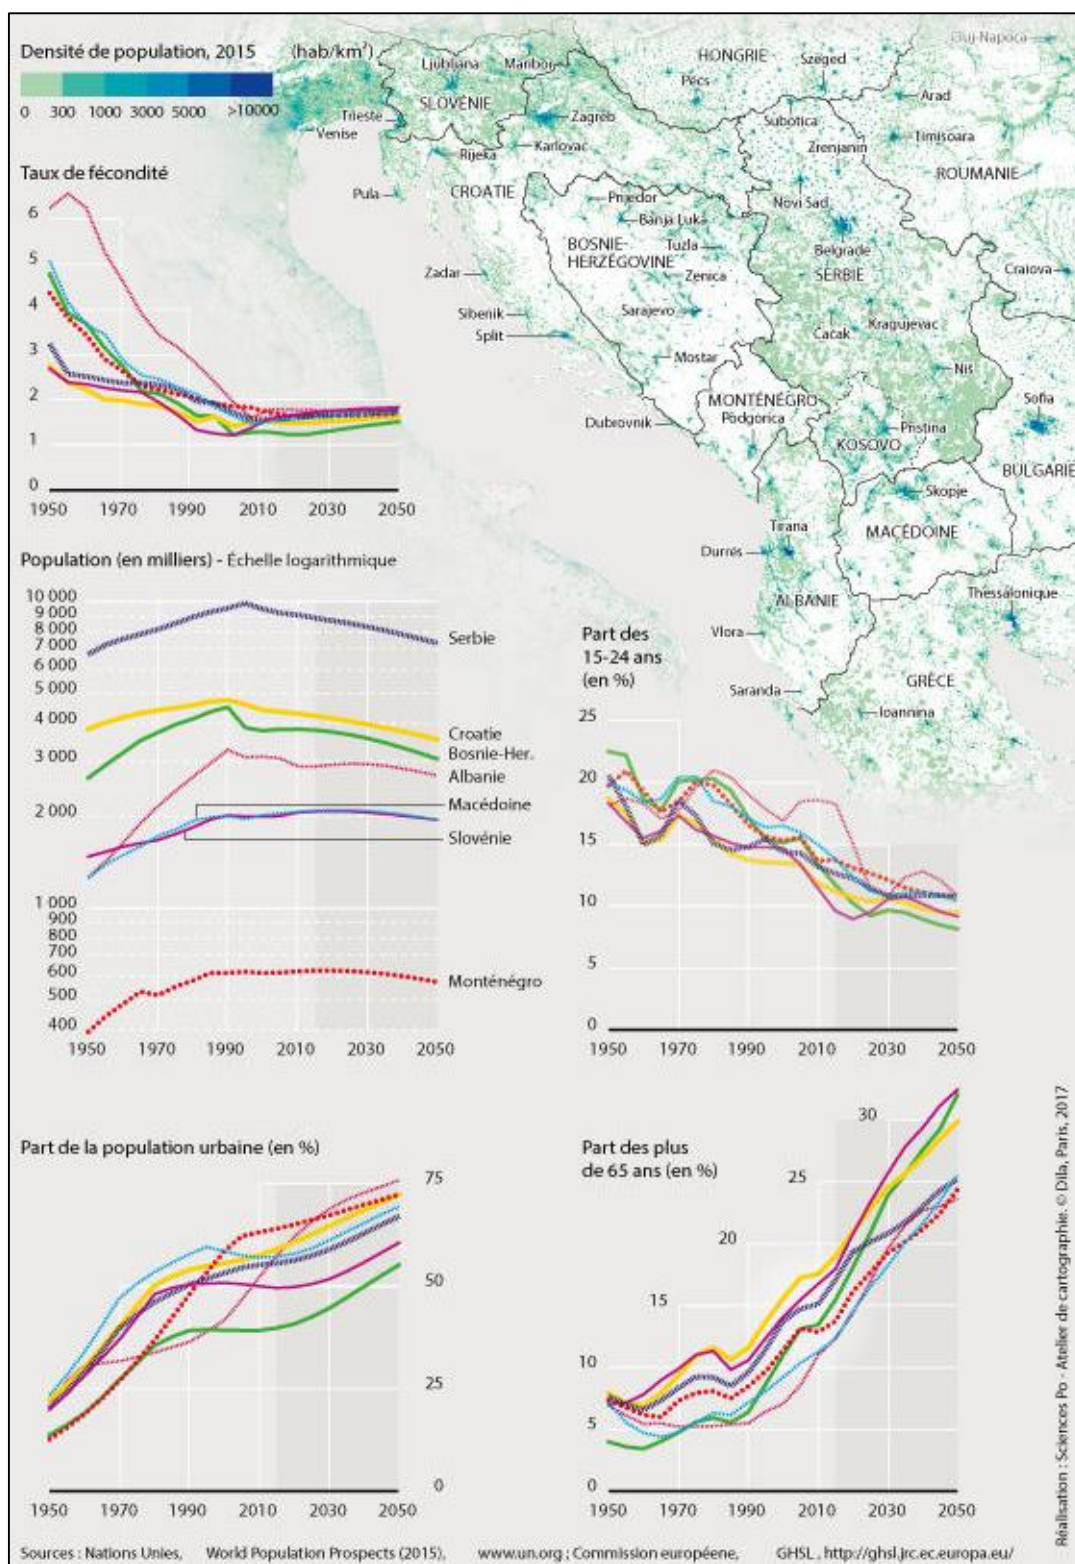 Densité de population, 2015 (hab/km²)
0 300 1000 3000 5000 >10000
Cluj-Napoca
HONGRIE
Szeged
Ljubljana
Maribor
Pécs
Arad
SLOVÉNIE
Trieste
Zagreb
Subotica
Venise
Timisoara
Karlovac
Zrenjanin
Rijeka
ROUMANIE
Pula
CROATIE
Prijedor
Novi Sad
Banja Luka
BOSNIE-
HERZÉGOVINE
Tuzla
Belgrade
Zadar
Zenica
SERBIE
Craiova
Sibenik
Sarajevo
Split
Cačak
Kragujevac
Mostar
Niš
MONTÉNÉGRO
Sofia
Dubrovnik
Podgorica
Pristina
KOSOVO
BULGARIE
Skopje
Tirana
MACÉDOINE
Durrës
Thessalonique
ALBANIE
Vlora
GRÈCE
Saranda
Ioannina
Taux de fécondité
6
5
4
3
2
1
0
1950 1970 1990 2010 2030 2050
Population (en milliers) - Échelle logarithmique
10 000
9 000
8 000
7 000
6 000
5 000
4 000
3 000
2 000
1 000
900
800
700
600
500
400
Serbie
Croatie
Bosnie-Her.
Albanie
Macédoine
Slovénie
Monténégro
1950 1970 1990 2010 2030 2050
Part des
15-24 ans
(en %)
25
20
15
10
5
0
1950 1970 1990 2010 2030 2050
Part de la population urbaine (en %)
75
50
25
0
1950 1970 1990 2010 2030 2050
Part des plus
de 65 ans (en %)
30
25
20
15
10
5
0
1950 1970 1990 2010 2030 2050
Réalisation : Sciences Po - Atelier de cartographie. © Dila, Paris, 2017
Sources : Nations Unies, World Population Prospects (2015), www.un.org ; Commission européene, GHSL, http://ghsl.jrc.ec.europa.eu/